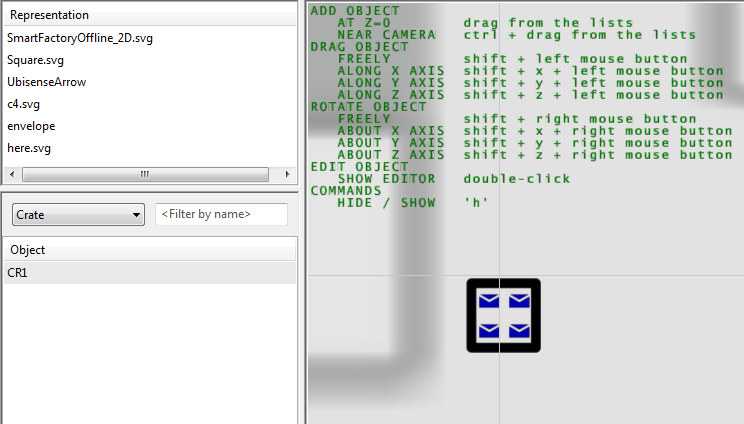 Representation
SmartFactoryOffline_2D.svg
Square.svg
UbisenseArrow
c4.svg
envelope
here.svg
Crate
<Filter by name>
Object
CR1
ADD OBJECT
AT Z=0 drag from the lists
NEAR CAMERA ctrl + drag from the lists
DRAG OBJECT
FREELY shift + left mouse button
ALONG X AXIS shift + x + left mouse button
ALONG Y AXIS shift + y + left mouse button
ALONG Z AXIS shift + z + left mouse button
ROTATE OBJECT
FREELY shift + right mouse button
ABOUT X AXIS shift + x + right mouse button
ABOUT Y AXIS shift + y + right mouse button
ABOUT Z AXIS shift + z + right mouse button
EDIT OBJECT
SHOW EDITOR double-click
COMMANDS
HIDE / SHOW 'h'